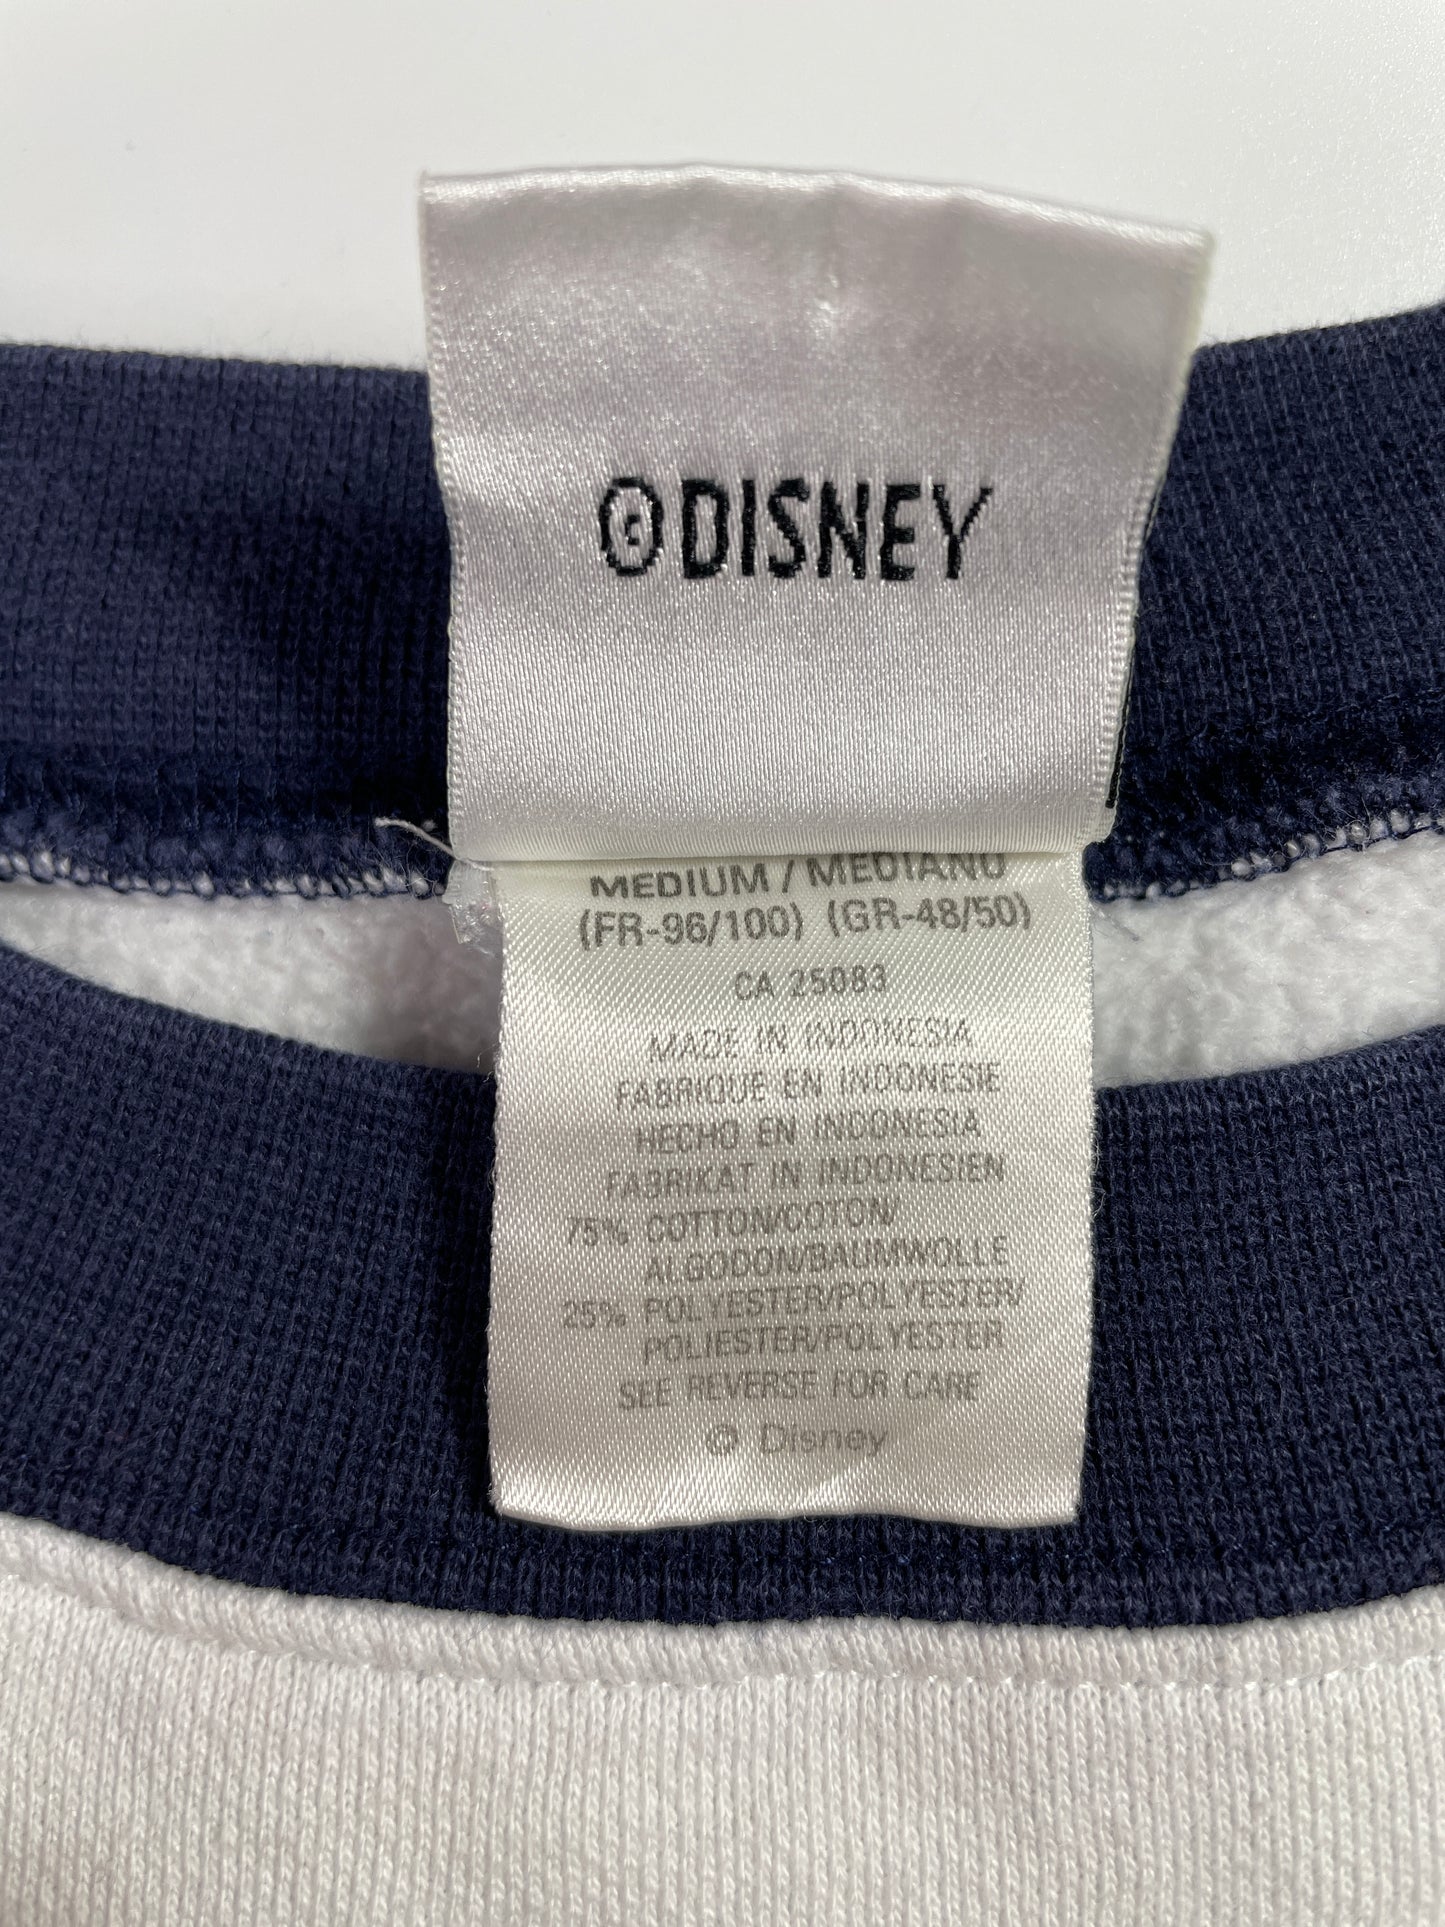 ©DISNEY
MEDIUM / MEDIANO
(FR-96/100) (GR-48/50)
CA 25083
MADE IN INDONESIA
FABRIQUE EN INDONESIE
HECHO EN INDONESIA
FABRIKAT IN INDONESIEN
75% COTTON/COTON/
ALGODON/BAUMWOLLE
25% POLYESTER/POLYESTER/
POLIESTER/POLYESTER
SEE REVERSE FOR CARE
© Disney